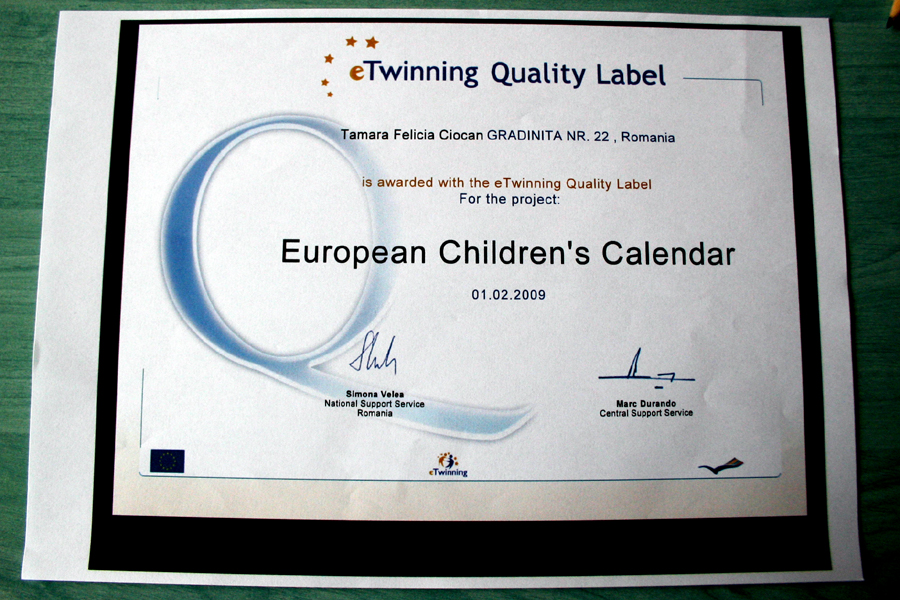 eTwinning Quality Label
Tamara Felicia Ciocan GRADINITA NR. 22 , Romania
is awarded with the eTwinning Quality Label
For the project:
European Children's Calendar
01.02.2009
Simona Velea
National Support Service
Romania
Marc Durando
Central Support Service
eTwinning